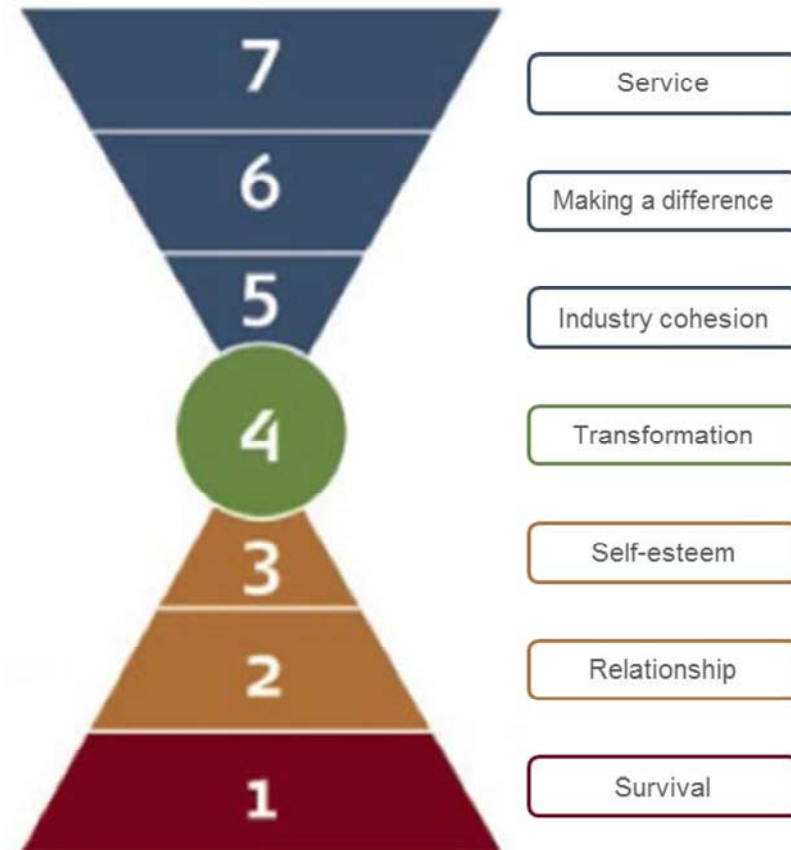 7
Service
6
Making a difference
5
Industry cohesion
4
Transformation
3
Self-esteem
2
Relationship
1
Survival